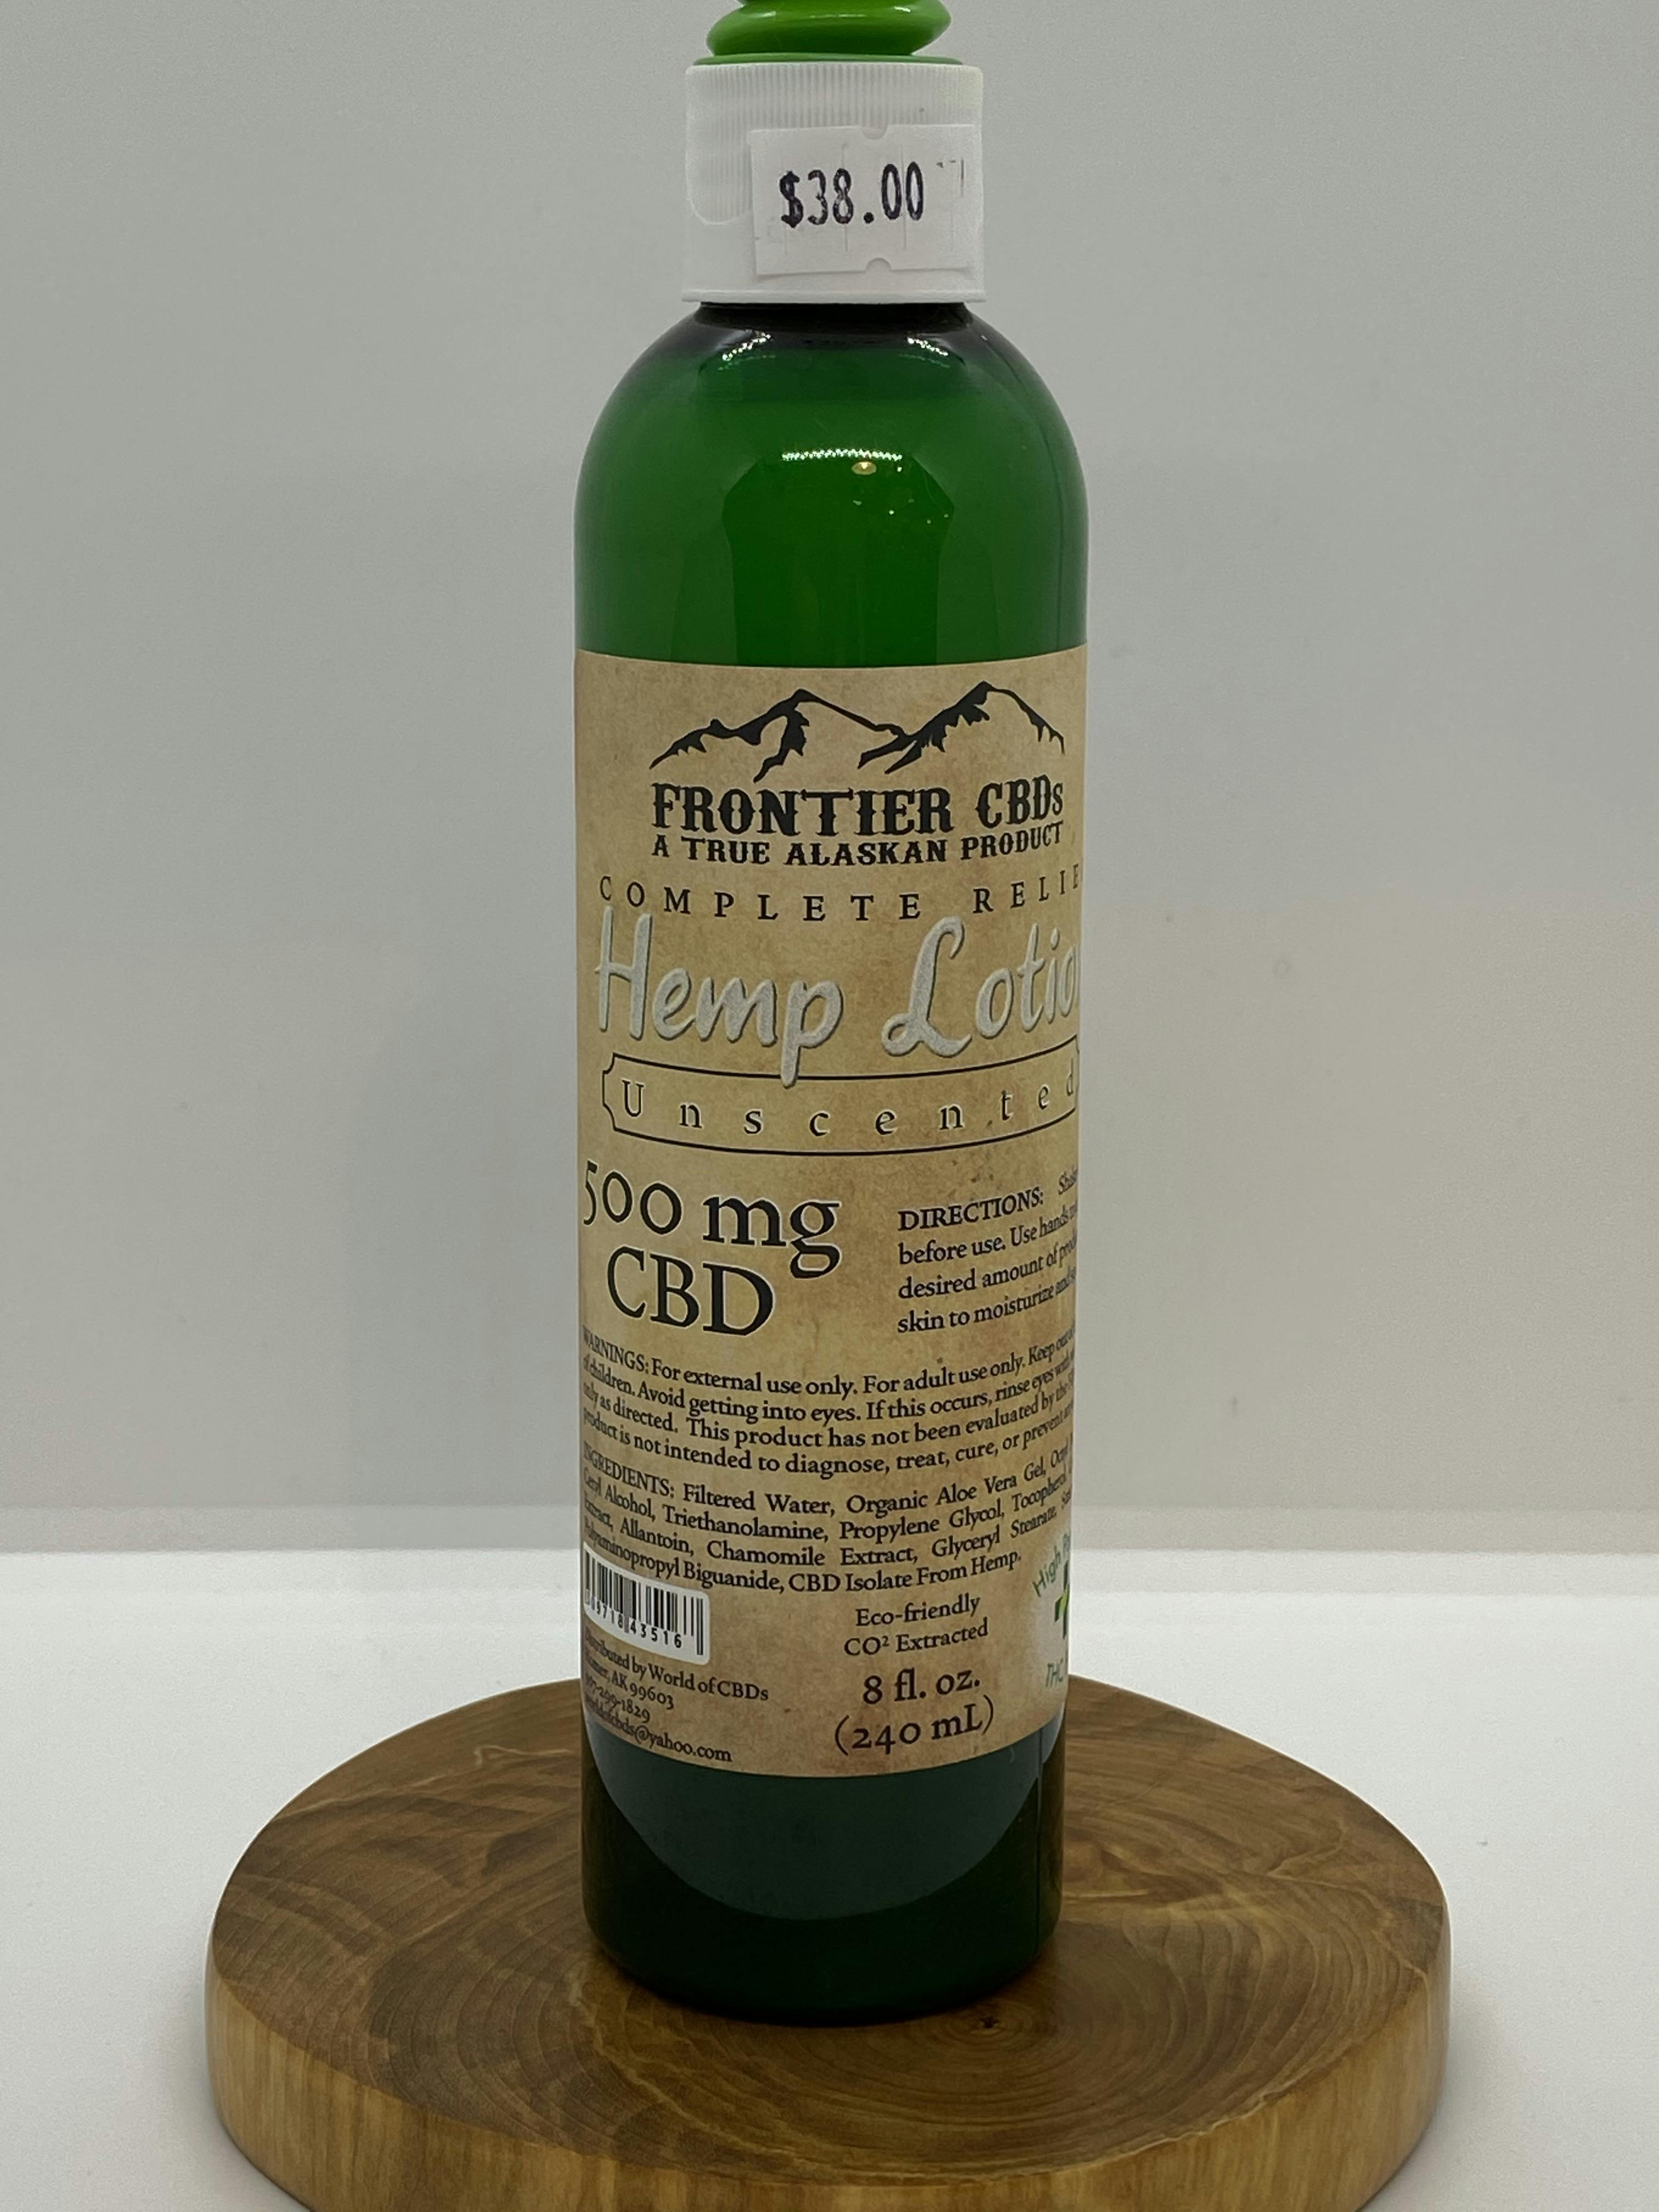 $38.00
FRONTIER CBDs
A TRUE ALASKAN PRODUCT
COMPLETE
Hemp
Unscented
500 mg
CBD
DIRECTIONS:
before use. Use hands
desired amount of
skin to moisturize
WARNINGS: For external use only. For adult use only. Keep
of children. Avoid getting into eyes. If this occurs, rinse eyes
only as directed. This product has not been evaluated by the
product is not intended to diagnose, treat, cure, or prevent
INGREDIENTS: Filtered Water, Organic Aloe Vera Gel,
Cetyl Alcohol, Triethanolamine, Propylene Glycol,
Extract, Allantoin, Chamomile Extract, Glyceryl Stearate,
Biguanide, CBD Isolate From Hemp.
Eco-friendly
CO² Extracted
8 fl. oz.
(240 mL)
Distributed by World of CBDs
AK 99603
High
THC